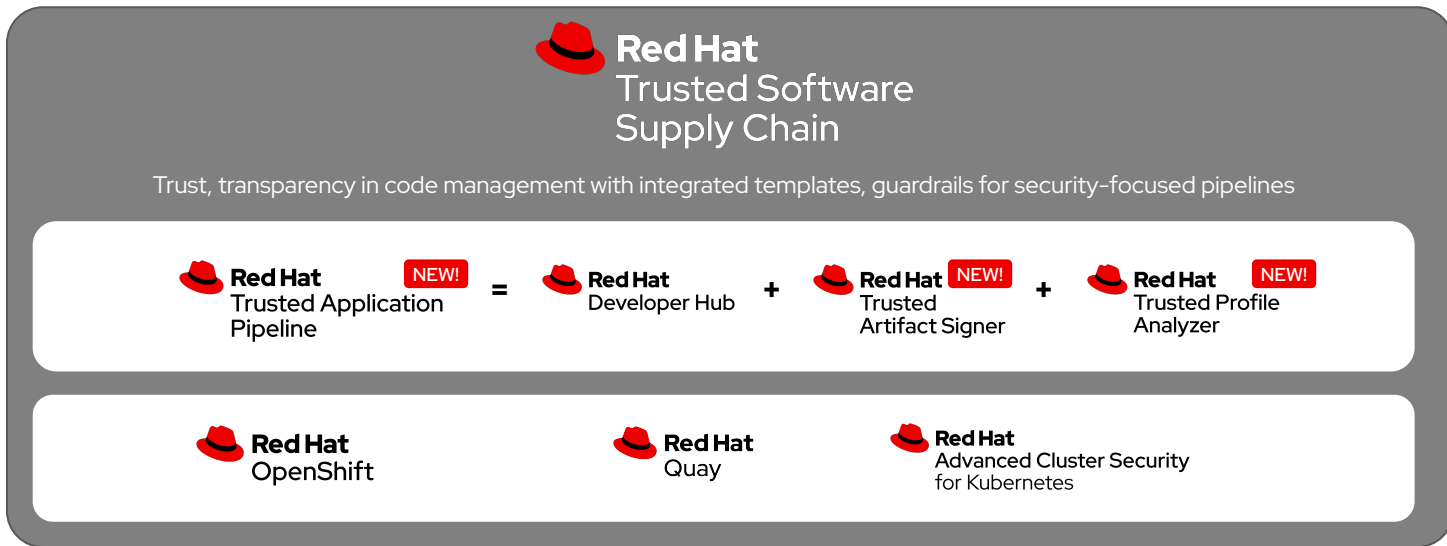 Red Hat
Trusted Software
Supply Chain
Trust, transparency in code management with integrated templates, guardrails for security-focused pipelines
Red Hat NEW!
Trusted Application
Pipeline
=
Red Hat
Developer Hub
+
Red Hat NEW!
Trusted
Artifact Signer
+
Red Hat NEW!
Trusted Profile
Analyzer
Red Hat
OpenShift
Red Hat
Quay
Red Hat
Advanced Cluster Security
for Kubernetes